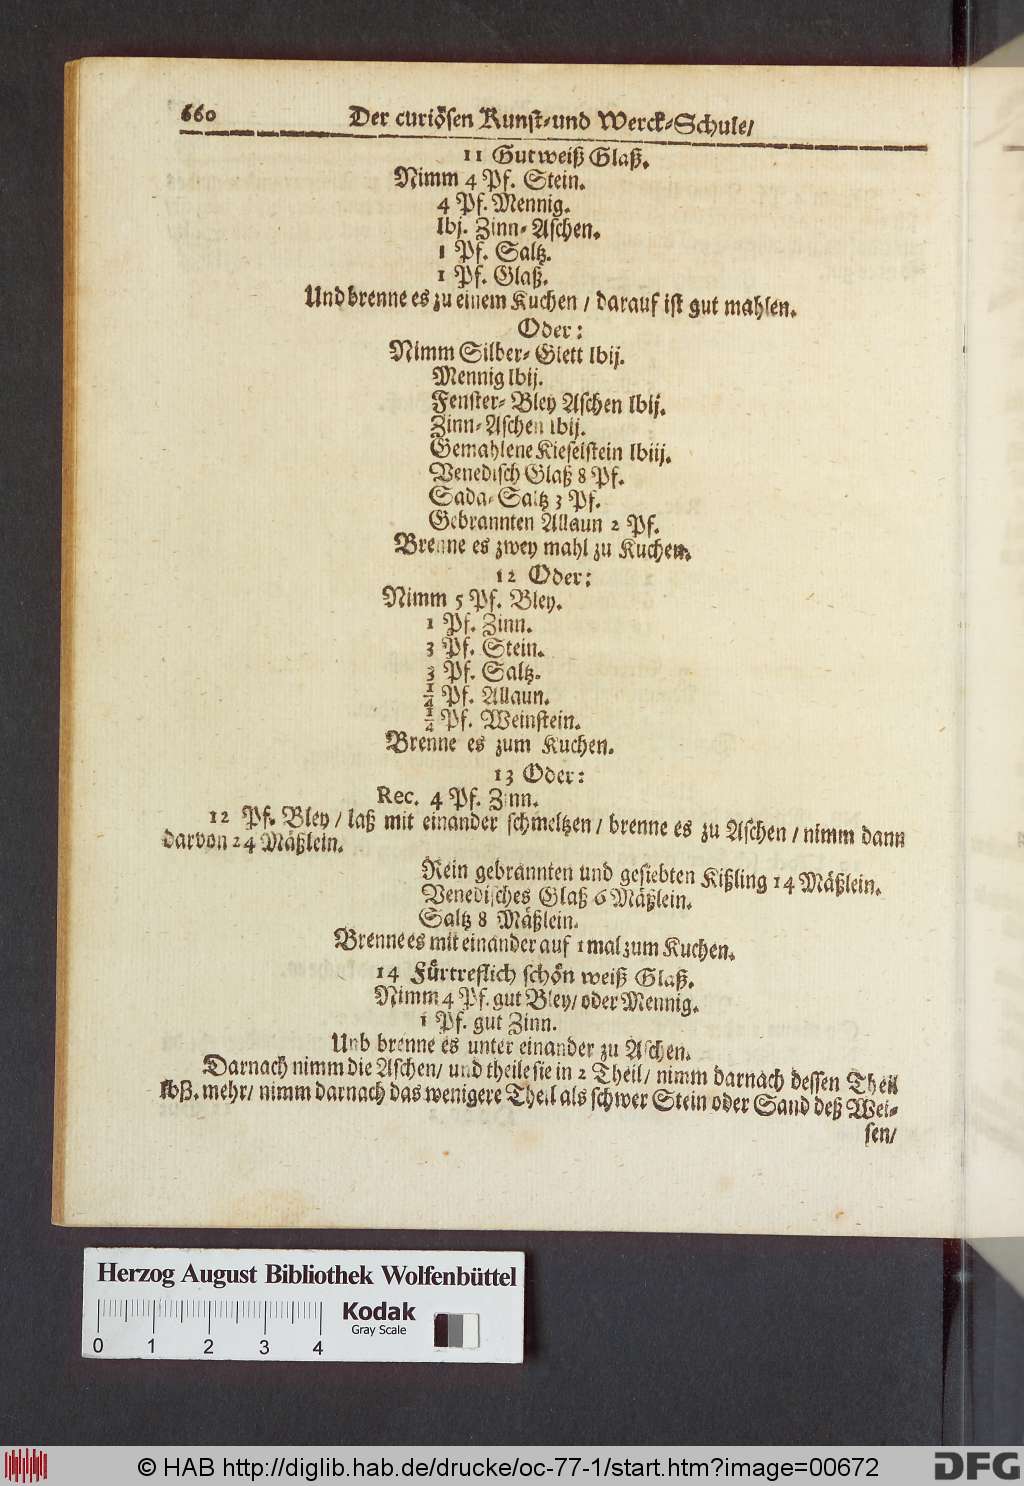 660 Der curiösen Kunst-und Werck-Schule/
11 Gut weiß Glaß.
Nimm 4 Pf. Stein.
4 Pf. Mennig.
lbj. Zinn-Aschen.
1 Pf. Saltz.
1 Pf. Glaß.
Und brenne es zu einem Kuchen / darauf ist gut mahlen.
Oder:
Nimm Silber-Glett lbij.
Mennig lbij.
Fenster-Bley Aschen lbij.
Zinn-Aschen lbij.
Gemahlene Kieselstein lbiij.
Venedisch Glaß 8 Pf.
Sada-Saltz 3 Pf.
Gebrannten Allaun 2 Pf.
Brenne es zwey mahl zu Kuchen.
12 Oder:
Nimm 5 Pf. Bley.
1 Pf. Zinn.
3 Pf. Stein.
3 Pf. Saltz.
1/4 Pf. Allaun.
1/4 Pf. Weinstein.
Brenne es zum Kuchen.
13 Oder:
Rec. 4 Pf. Zinn.
12 Pf. Bley / laß mit einander schmeltzen / brenne es zu Aschen / nimm dann
darvon 24 Mäßlein.
Rein gebrannten und gesiebten Kißling 14 Mäßlein.
Venedisches Glaß 6 Mäßlein.
Saltz 8 Mäßlein.
Brenne es mit einander auf 1 mal zum Kuchen.
14 Fürtreflich schön weiß Glaß.
Nimm 4 Pf. gut Bley / oder Mennig.
1 Pf. gut Zinn.
Unb brenne es unter einander zu Aschen.
Darnach nimm die Aschen / und theile sie in 2 Theil / nimm darnach dessen Theil
lbß. mehr / nimm darnach das wenigere Theil als schwer Stein oder Sand deß Wei-
sen/
Herzog August Bibliothek Wolfenbüttel
Kodak
Gray Scale
0 1 2 3 4
© HAB http://diglib.hab.de/drucke/oc-77-1/start.htm?image=00672
DFG